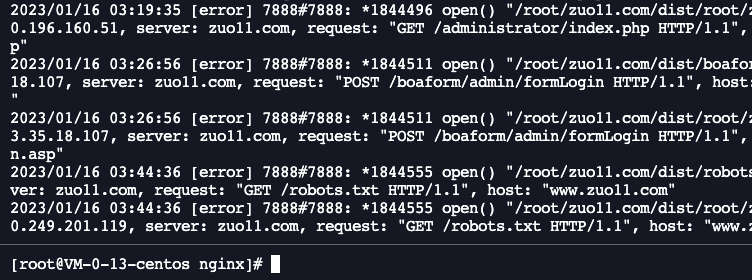 2023/01/16 03:19:35 [error] 7888#7888: *1844496 open() "/root/zuo11.com/dist/root/z
0.196.160.51, server: zuo11.com, request: "GET /administrator/index.php HTTP/1.1",
p"
2023/01/16 03:26:56 [error] 7888#7888: *1844511 open() "/root/zuo11.com/dist/boafor
18.107, server: zuo11.com, request: "POST /boaform/admin/formLogin HTTP/1.1", host:
"
2023/01/16 03:26:56 [error] 7888#7888: *1844511 open() "/root/zuo11.com/dist/root/z
3.35.18.107, server: zuo11.com, request: "POST /boaform/admin/formLogin HTTP/1.1",
n.asp"
2023/01/16 03:44:36 [error] 7888#7888: *1844555 open() "/root/zuo11.com/dist/robots
ver: zuo11.com, request: "GET /robots.txt HTTP/1.1", host: "www.zuo11.com"
2023/01/16 03:44:36 [error] 7888#7888: *1844555 open() "/root/zuo11.com/dist/root/z
0.249.201.119, server: zuo11.com, request: "GET /robots.txt HTTP/1.1", host: "www.z
[root@VM-0-13-centos nginx]#